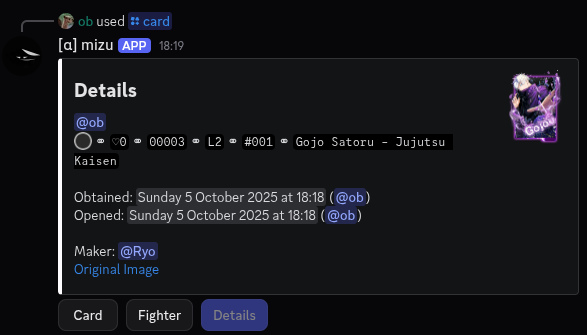 ob used card
[α] mizu APP 18:19
Details
@ob
♡0 ⚭ 00003 ⚭ L2 ⚭ #001 ⚭ Gojo Satoru - Jujutsu
Kaisen
Obtained: Sunday 5 October 2025 at 18:18 (@ob)
Opened: Sunday 5 October 2025 at 18:18 (@ob)
Maker: @Ryo
Original Image
Gojo
Card Fighter Details